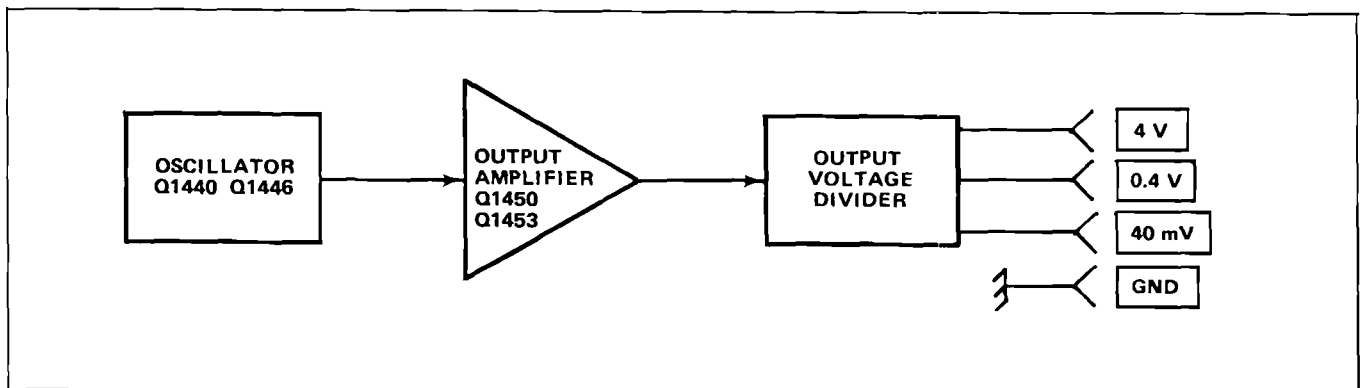 OSCILLATOR
Q1440 Q1446
OUTPUT
AMPLIFIER
Q1450
Q1453
OUTPUT
VOLTAGE
DIVIDER
4 V
0.4 V
40 mV
GND